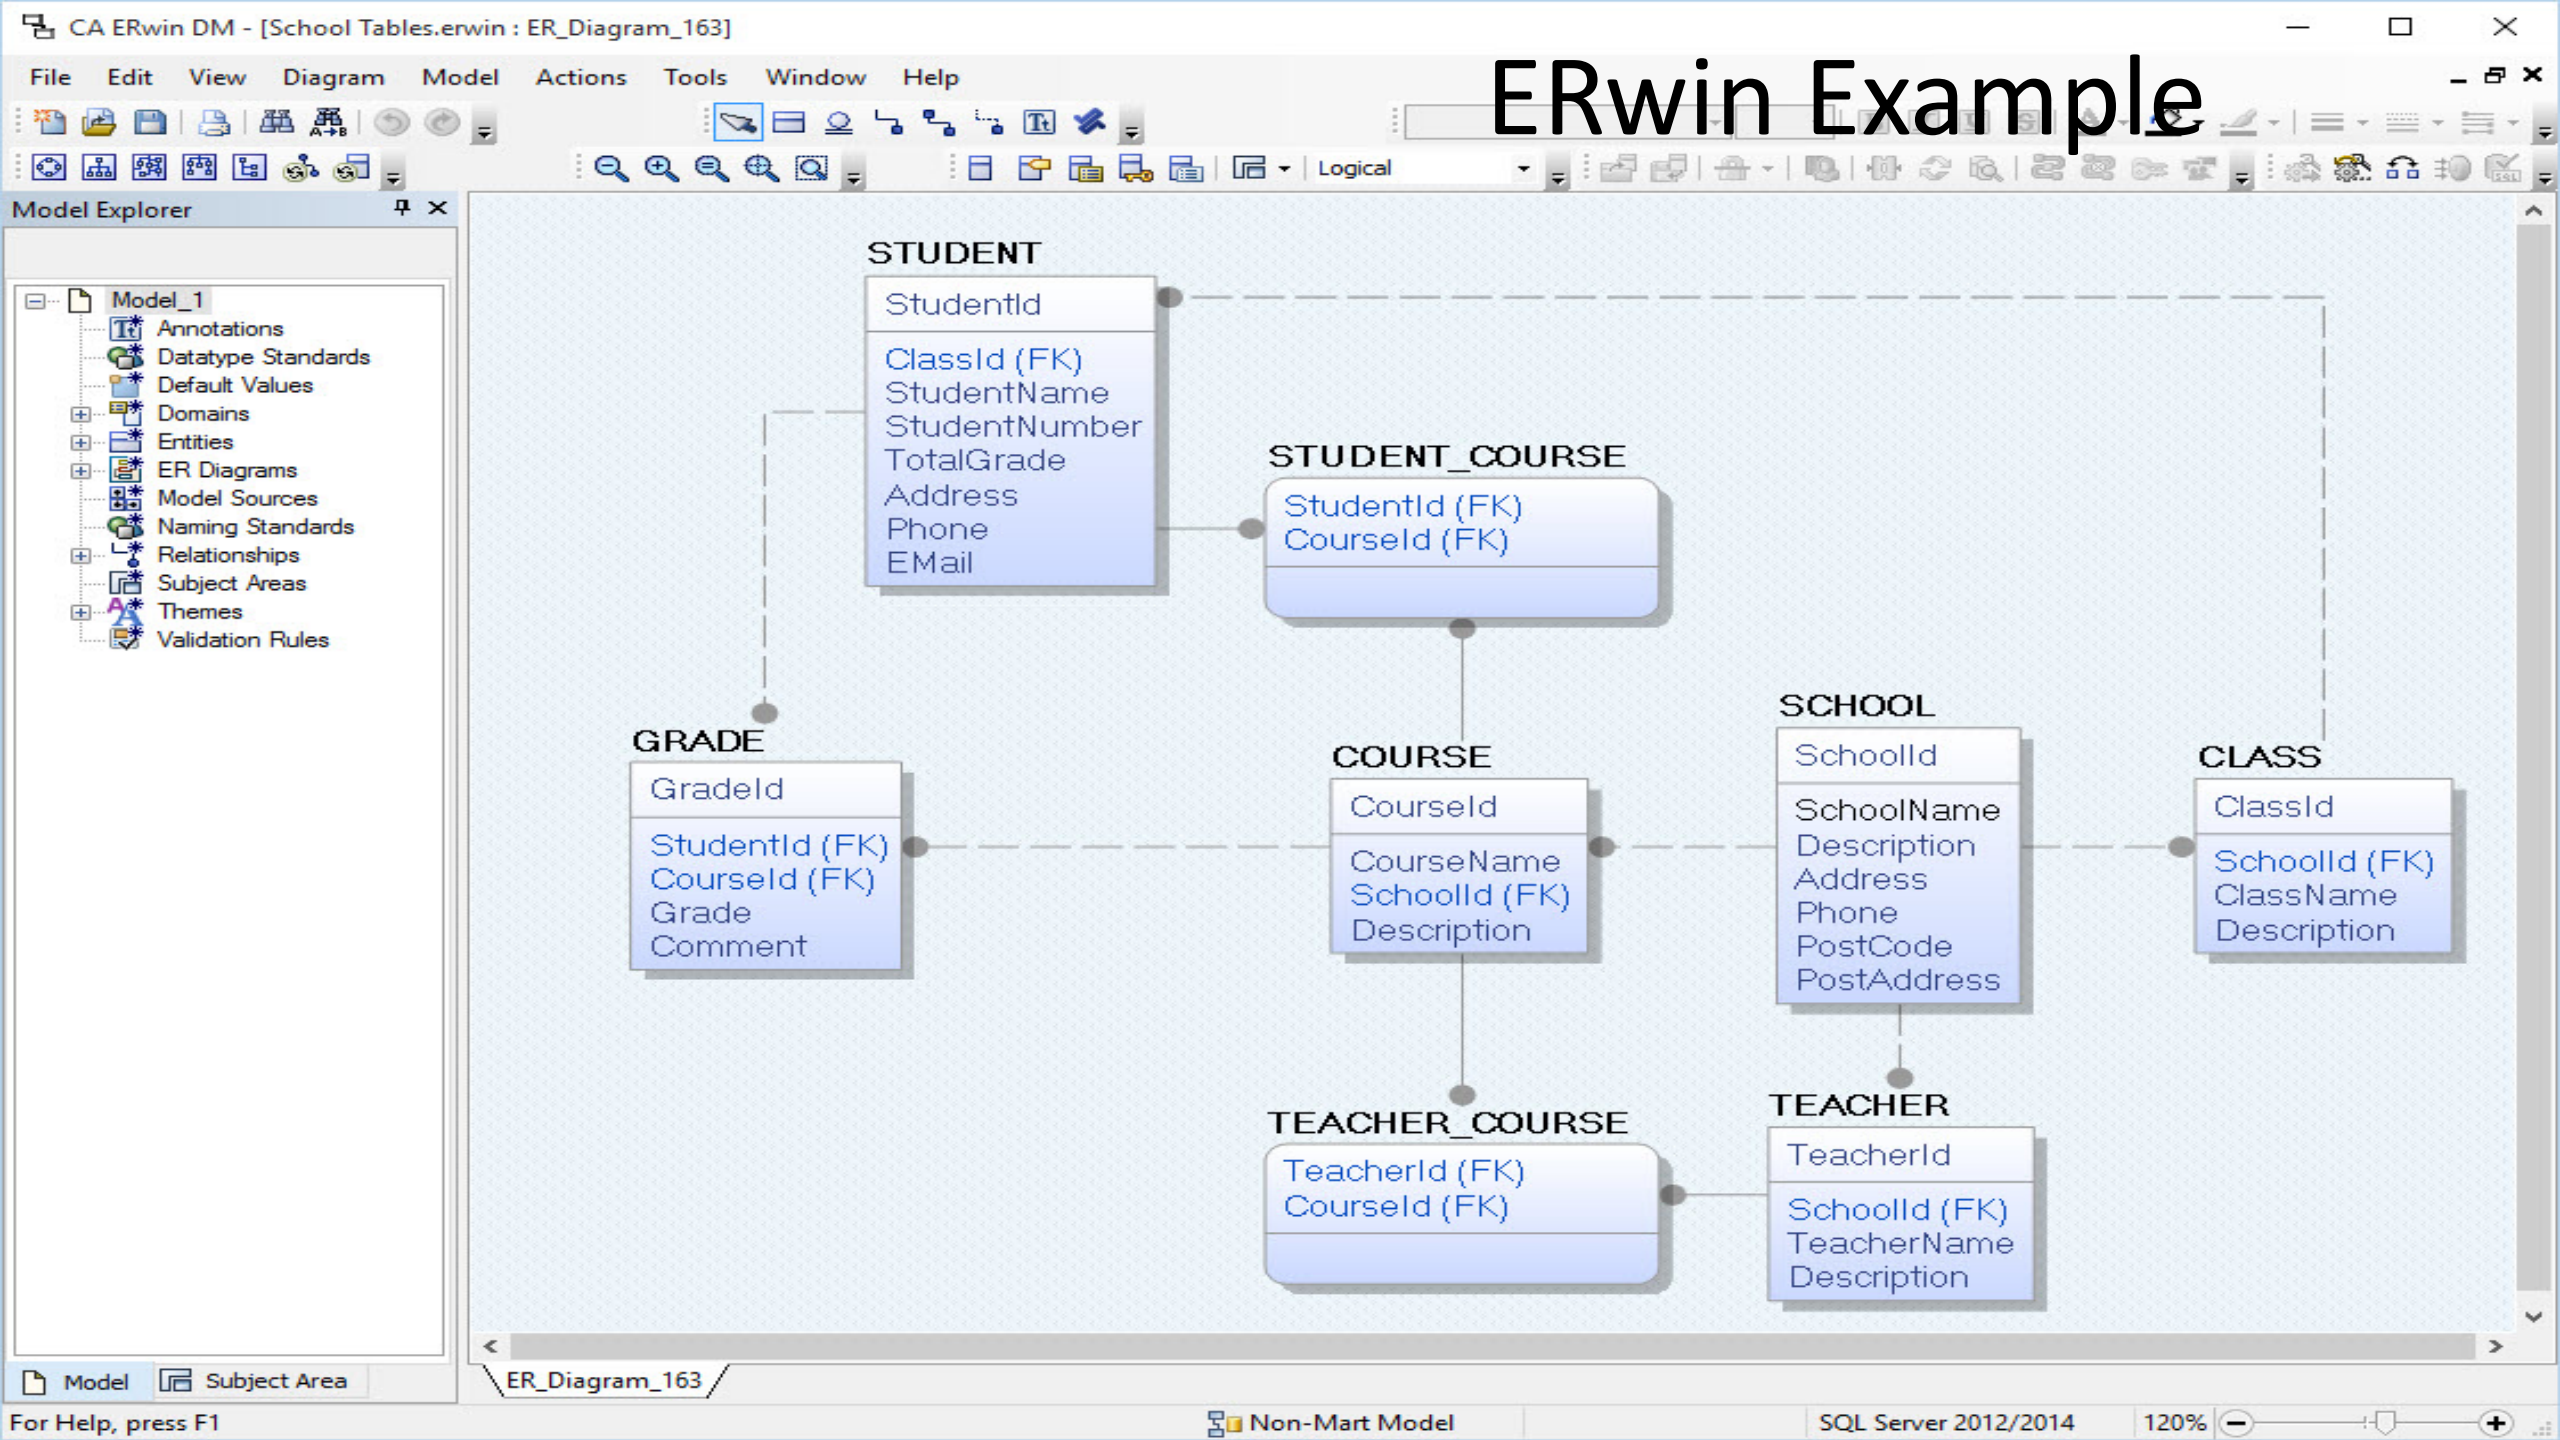 CA ERwin DM - [School Tables.erwin : ER_Diagram_163]
File Edit View Diagram Model Actions Tools Window Help
ERwin Example
Logical
Model Explorer
Model_1
Annotations
Datatype Standards
Default Values
Domains
Entities
ER Diagrams
Model Sources
Naming Standards
Relationships
Subject Areas
Themes
Validation Rules
STUDENT
StudentId
ClassId (FK)
StudentName
StudentNumber
TotalGrade
Address
Phone
EMail
STUDENT_COURSE
StudentId (FK)
CourseId (FK)
GRADE
GradeId
StudentId (FK)
CourseId (FK)
Grade
Comment
COURSE
CourseId
CourseName
SchoolId (FK)
Description
SCHOOL
SchoolId
SchoolName
Description
Address
Phone
PostCode
PostAddress
CLASS
ClassId
SchoolId (FK)
ClassName
Description
TEACHER_COURSE
TeacherId (FK)
CourseId (FK)
TEACHER
TeacherId
SchoolId (FK)
TeacherName
Description
Model Subject Area
ER_Diagram_163
For Help, press F1
Non-Mart Model
SQL Server 2012/2014
120%